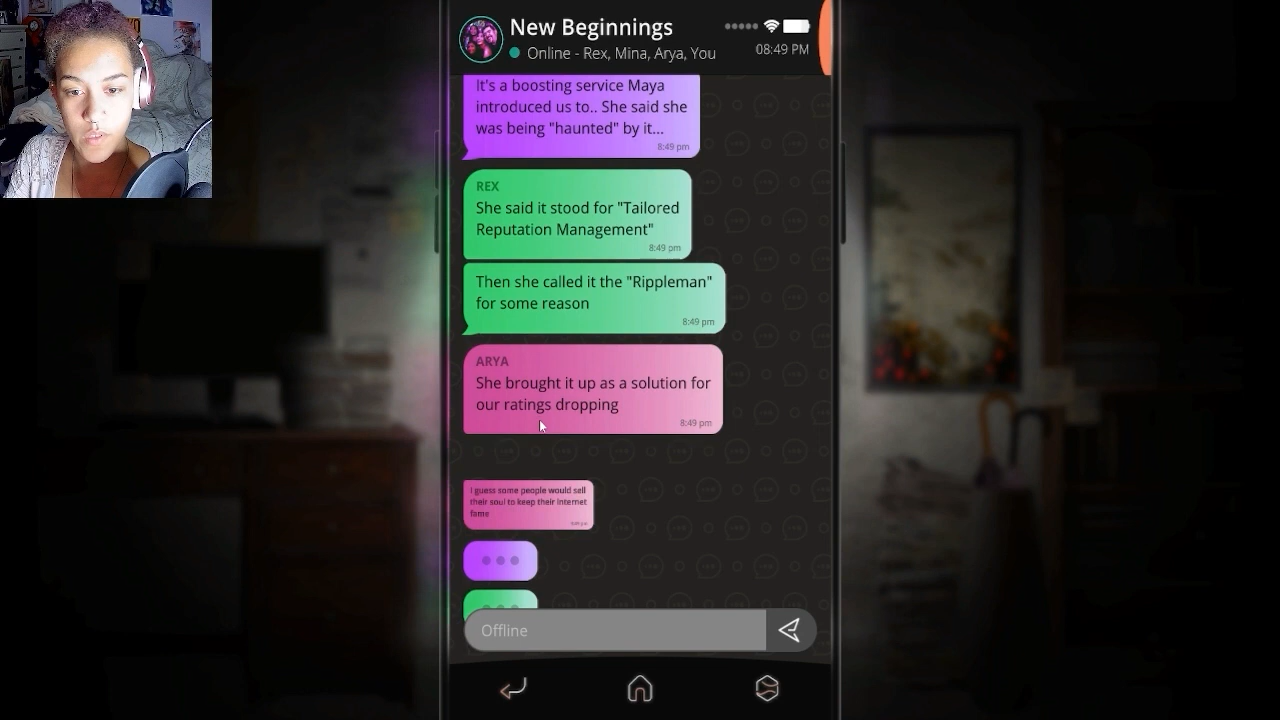 New Beginnings
08:49 PM
Online - Rex, Mina, Arya, You
It's a boosting service Maya
introduced us to.. She said she
was being "haunted" by it...
8:49 pm
REX
She said it stood for "Tailored
Reputation Management"
8:49 pm
Then she called it the "Rippleman"
for some reason
8:49 pm
ARYA
She brought it up as a solution for
our ratings dropping
8:49 pm
I guess some people would sell
their soul to keep their internet
fame
Offline